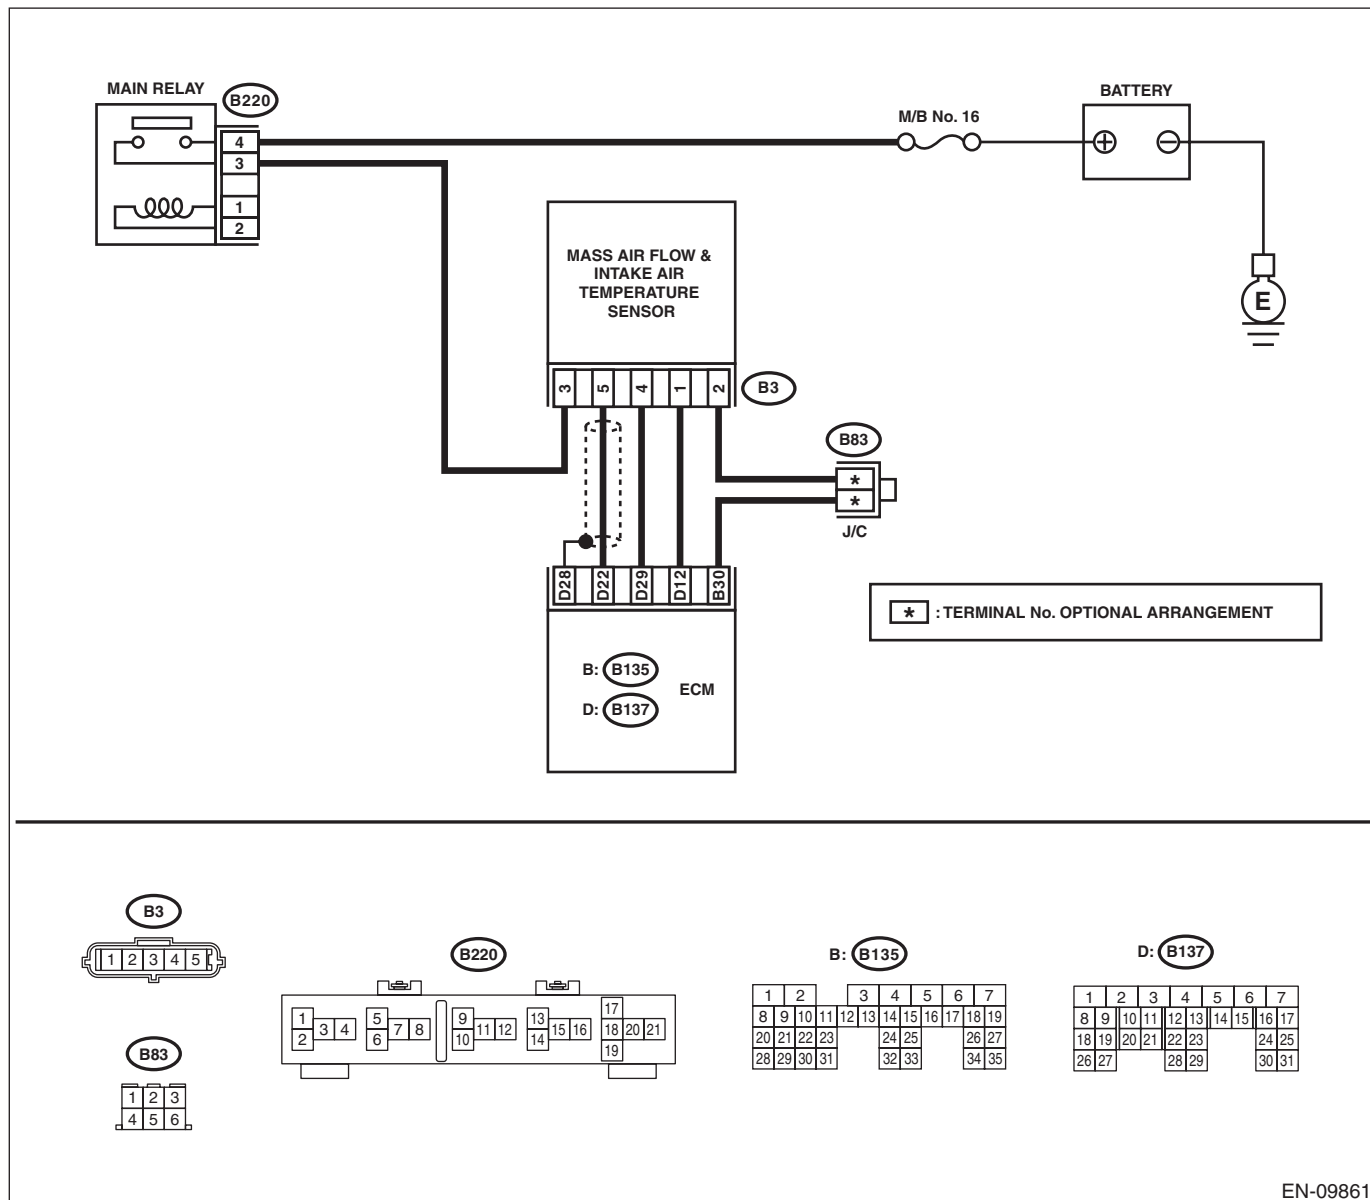 MAIN RELAY
B220
4
3
1
2
M/B No. 16
BATTERY
E
MASS AIR FLOW &
INTAKE AIR
TEMPERATURE
SENSOR
3 5 4 1 2
B3
B83
*
*
J/C
D28 D22 D29 D12 B30
* : TERMINAL No. OPTIONAL ARRANGEMENT
B: B135
ECM
D: B137
B3
1 2 3 4 5
B83
1 2 3
4 5 6
B220
1 5 9 13 17
3 4 7 8 11 12 15 16 18 20 21
2 6 10 14 19
B: B135
1 2 3 4 5 6 7
8 9 10 11 12 13 14 15 16 17 18 19
20 21 22 23 24 25 26 27
28 29 30 31 32 33 34 35
D: B137
1 2 3 4 5 6 7
8 9 10 11 12 13 14 15 16 17
18 19 20 21 22 23 24 25
26 27 28 29 30 31
EN-09861